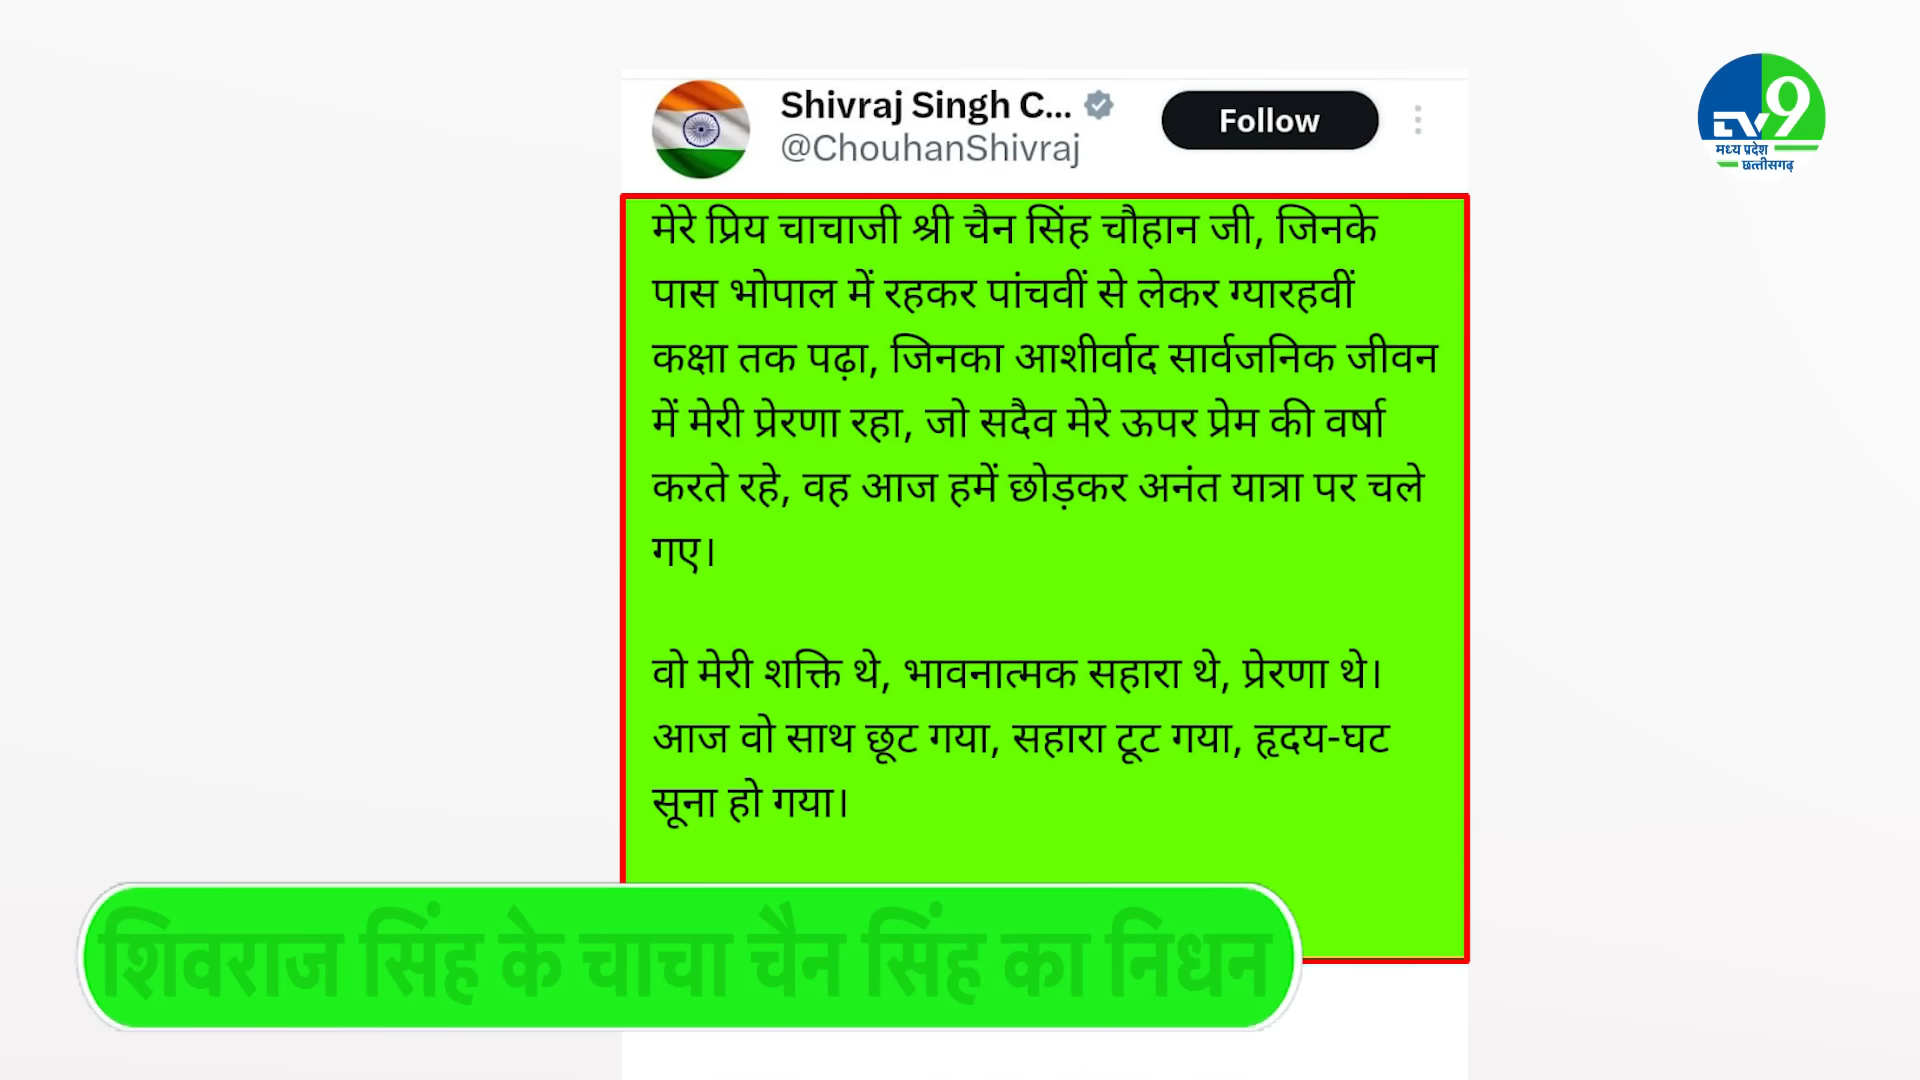 Shivraj Singh C...
@ChouhanShivraj
Follow
TV9
मध्य प्रदेश
छत्तीसगढ़
मेरे प्रिय चाचाजी श्री चैन सिंह चौहान जी, जिनके
पास भोपाल में रहकर पांचवीं से लेकर ग्यारहवीं
कक्षा तक पढ़ा, जिनका आशीर्वाद सार्वजनिक जीवन
में मेरी प्रेरणा रहा, जो सदैव मेरे ऊपर प्रेम की वर्षा
करते रहे, वह आज हमें छोड़कर अनंत यात्रा पर चले
गए।
वो मेरी शक्ति थे, भावनात्मक सहारा थे, प्रेरणा थे।
आज वो साथ छूट गया, सहारा टूट गया, हृदय-घट
सूना हो गया।
शिवराज सिंह के चाचा चैन सिंह का निधन